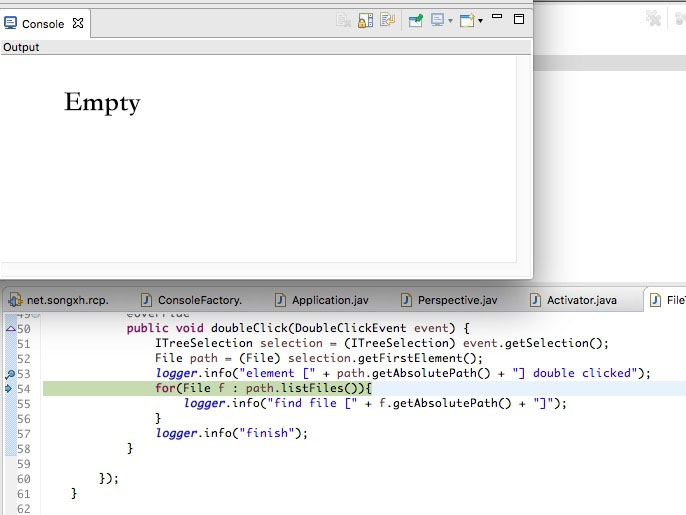 Console
Output
Empty
net.songxh.rcp.
ConsoleFactory.
Application.jav
Perspective.jav
Activator.java
File
50 public void doubleClick(DoubleClickEvent event) {
51 ITreeSelection selection = (ITreeSelection) event.getSelection();
52 File path = (File) selection.getFirstElement();
53 logger.info("element [" + path.getAbsolutePath() + "] double clicked");
54 for(File f : path.listFiles()){
55 logger.info("find file [" + f.getAbsolutePath() + "]");
56 }
57 logger.info("finish");
58 }
59
60 });
61 }
62